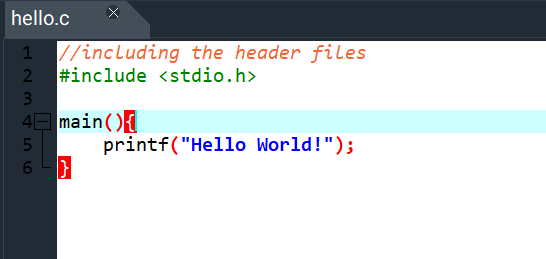 hello.c
1 //including the header files
2 #include <stdio.h>
3
4 main(){
5     printf("Hello World!");
6 }